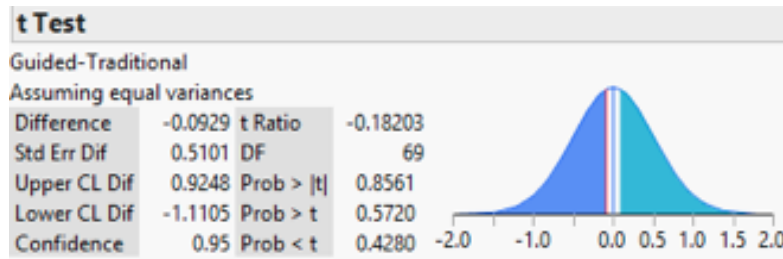 t Test
Guided-Traditional
Assuming equal variances
Difference -0.0929 t Ratio -0.18203
Std Err Dif 0.5101 DF 69
Upper CL Dif 0.9248 Prob > |t| 0.8561
Lower CL Dif -1.1105 Prob > t 0.5720
Confidence 0.95 Prob < t 0.4280
-2.0 -1.0 0.0 0.5 1.0 1.5 2.0